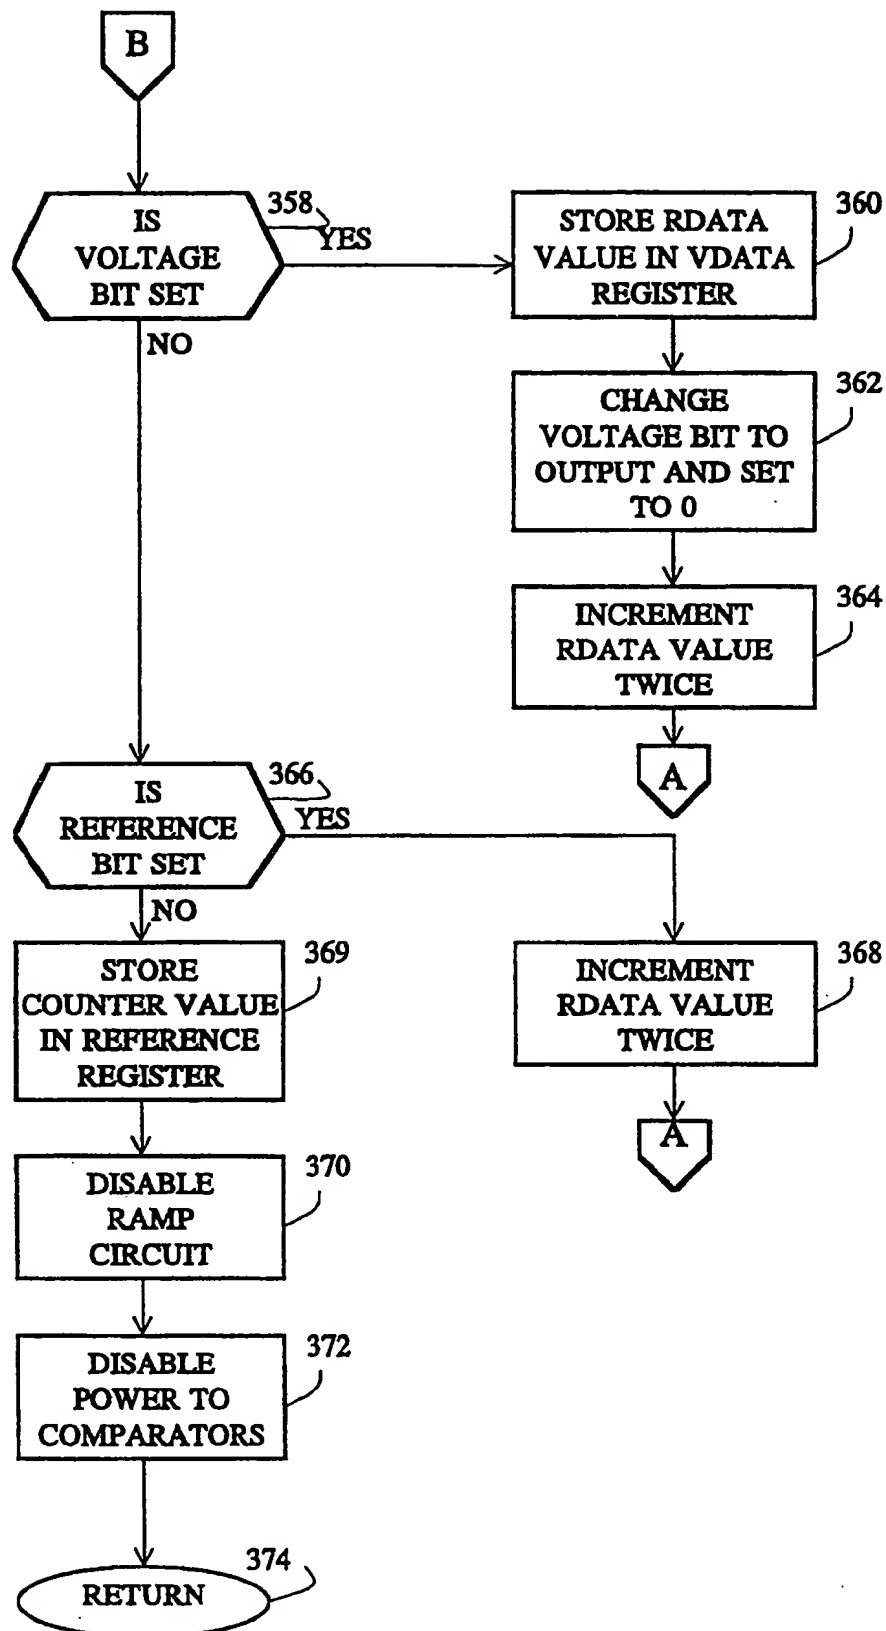 B
IS
VOLTAGE
BIT SET
358
YES
NO
STORE RDATA
VALUE IN VDATA
REGISTER
360
CHANGE
VOLTAGE BIT TO
OUTPUT AND SET
TO 0
362
INCREMENT
RDATA VALUE
TWICE
364
A
IS
REFERENCE
BIT SET
366
YES
NO
INCREMENT
RDATA VALUE
TWICE
368
A
STORE
COUNTER VALUE
IN REFERENCE
REGISTER
369
DISABLE
RAMP
CIRCUIT
370
DISABLE
POWER TO
COMPARATORS
372
RETURN
374